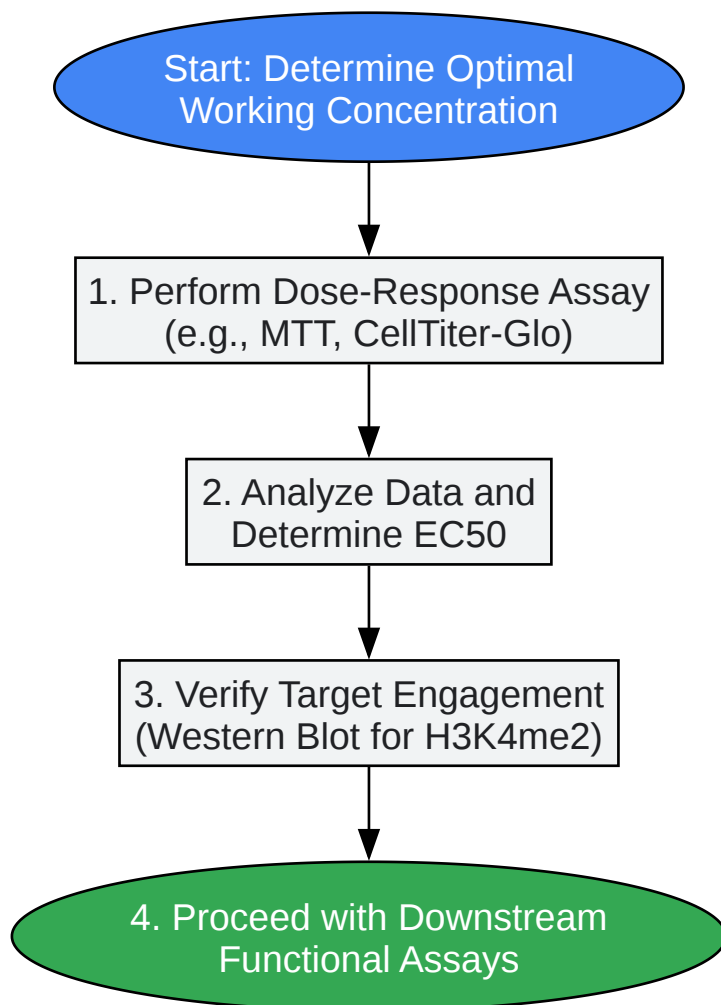 Start: Determine Optimal
Working Concentration
1. Perform Dose-Response Assay
(e.g., MTT, CellTiter-Glo)
2. Analyze Data and
Determine EC50
3. Verify Target Engagement
(Western Blot for H3K4me2)
4. Proceed with Downstream
Functional Assays